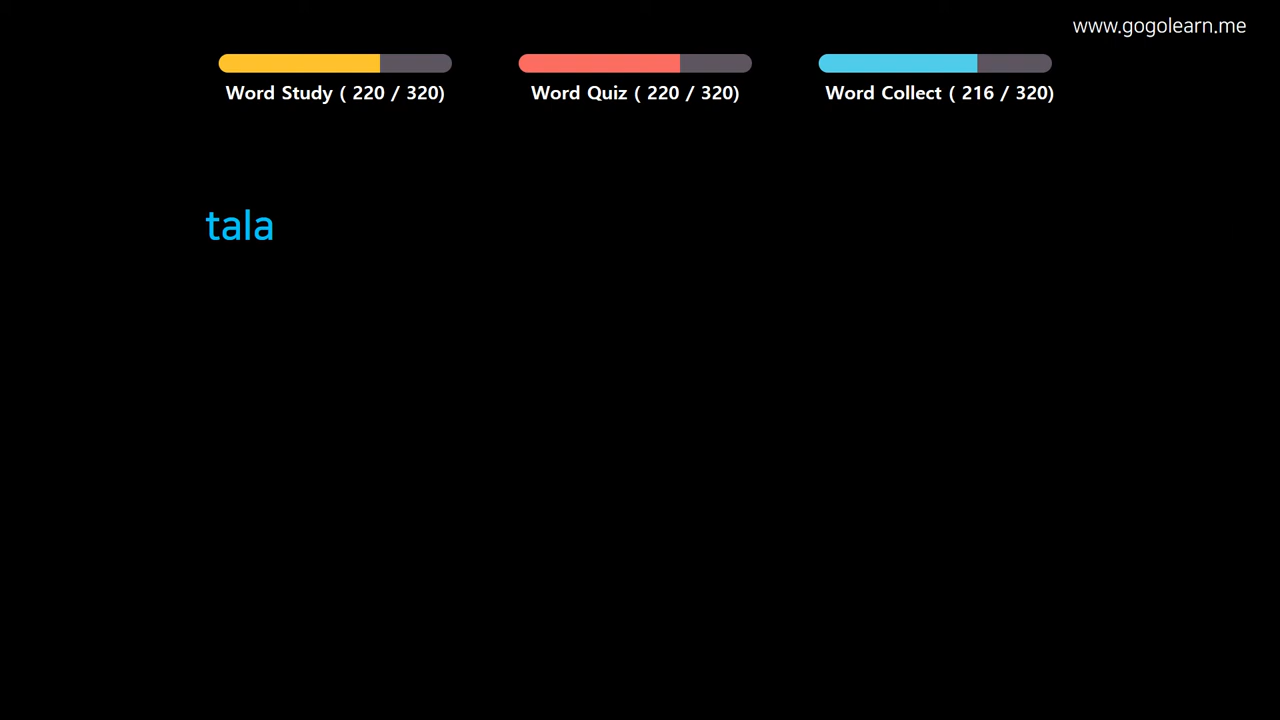 www.gogolearn.me
Word Study ( 220 / 320)
Word Quiz ( 220 / 320)
Word Collect ( 216 / 320)
tala